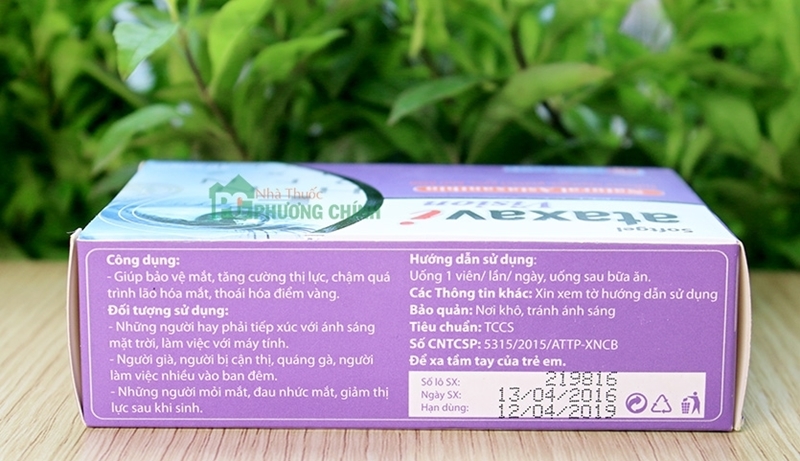 Nhà Thuốc
PHƯƠNG CHÍNH
Natural Astaxanthin
Vision
ataxavi
Softgel
Công dụng:
- Giúp bảo vệ mắt, tăng cường thị lực, chậm quá
trình lão hóa mắt, thoái hóa điểm vàng.
Đối tượng sử dụng:
- Những người hay phải tiếp xúc với ánh sáng
mặt trời, làm việc với máy tính.
- Người già, người bị cận thị, quáng gà, người
làm việc nhiều vào ban đêm.
- Những người mỏi mắt, đau nhức mắt, giảm thị
lực sau khi sinh.
Hướng dẫn sử dụng:
Uống 1 viên/ lần/ ngày, uống sau bữa ăn.
Các Thông tin khác: Xin xem tờ hướng dẫn sử dụng
Bảo quản: Nơi khô, tránh ánh sáng
Tiêu chuẩn: TCCS
Số CNTCSP: 5315/2015/ATTP-XNCB
Để xa tầm tay của trẻ em.
Số lô SX: 219816
Ngày SX: 13/04/2016
Hạn dùng: 12/04/2019